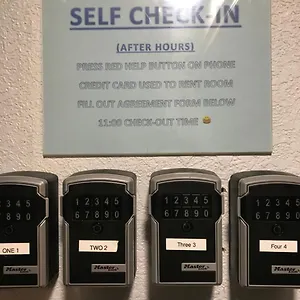 SELF CHECK-IN
(AFTER HOURS)
PRESS RED HELP BUTTON ON PHONE
CREDIT CARD USED TO RENT ROOM
FILL OUT AGREEMENT FORM BELOW
11:00 CHECK-OUT TIME 😀
1 2 3 4 5
6 7 8 9 0
ONE 1
Master
1 2 3 4 5
6 7 8 9 0
TWO 2
Master
1 2 3 4 5
6 7 8 9 0
Three 3
Master
1 2 3 4 5
6 7 8 9 0
Four 4
Master